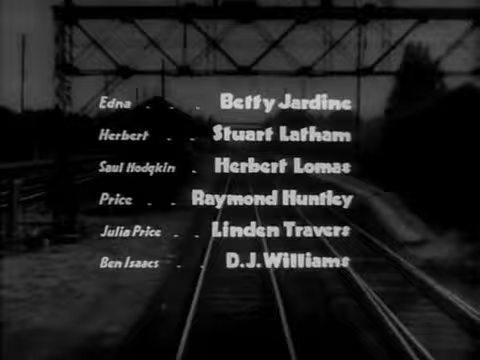 Edna . . . Betty Jardine
Herbert . . Stuart Latham
Saul Hodgkin . Herbert Lomas
Price . . Raymond Huntley
Julia Price . . Linden Travers
Ben Isaacs . . D.J. Williams